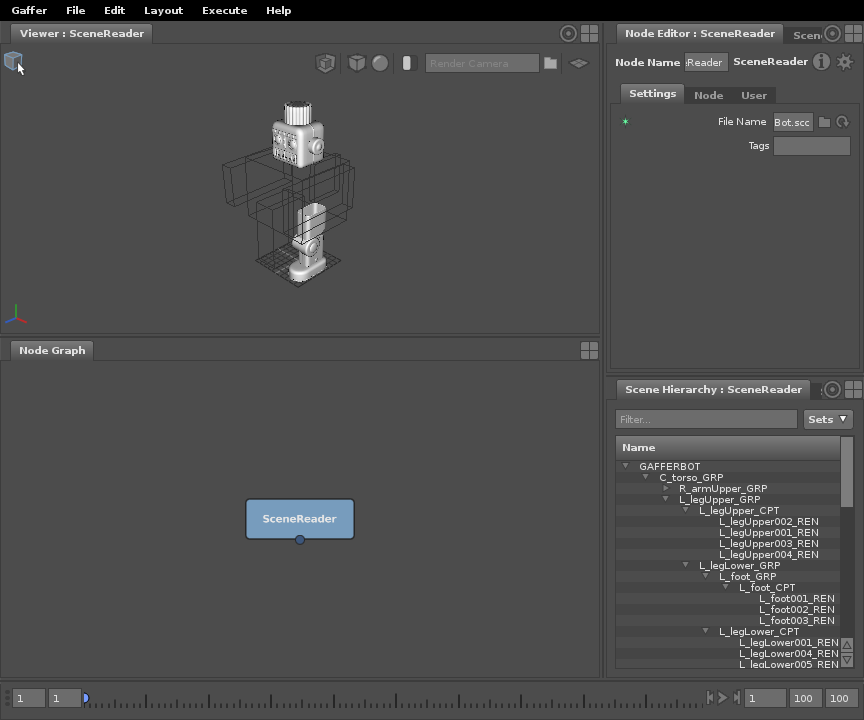 Gaffer File Edit Layout Execute Help
Viewer : SceneReader
Render Camera
Node Graph
SceneReader
Node Editor : SceneReader
Scen
Node Name Reader SceneReader
Settings Node User
File Name Bot.scc
Tags
Scene Hierarchy : SceneReader
Filter... Sets
Name
GAFFERBOT
C_torso_GRP
R_armUpper_GRP
L_legUpper_GRP
L_legUpper_CPT
L_legUpper002_REN
L_legUpper001_REN
L_legUpper003_REN
L_legUpper004_REN
L_legLower_GRP
L_foot_GRP
L_foot_CPT
L_foot001_REN
L_foot002_REN
L_foot003_REN
L_legLower_CPT
L_legLower001_REN
L_legLower004_REN
L_legLower005_REN
1 1 1 100 100